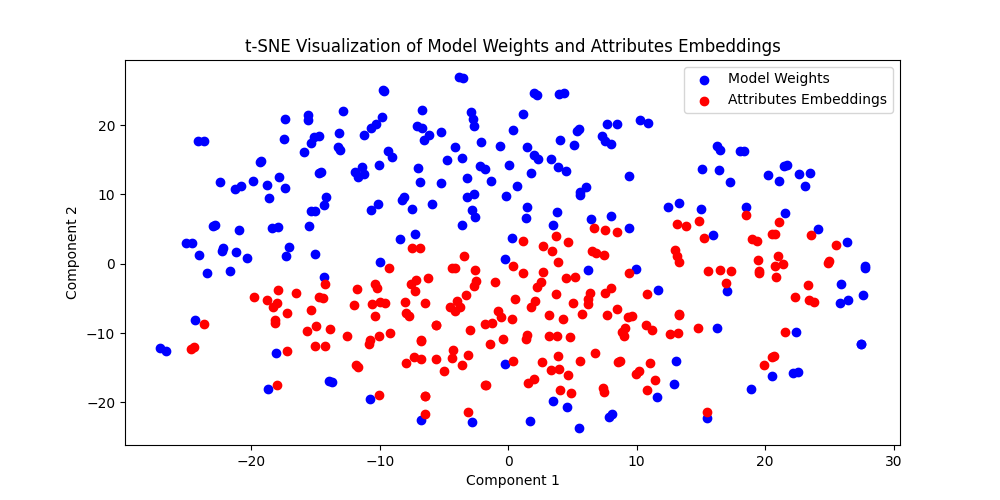 t-SNE Visualization of Model Weights and Attributes Embeddings
Model Weights
Attributes Embeddings
20
10
0
−10
−20
Component 2
−20
−10
0
10
20
30
Component 1